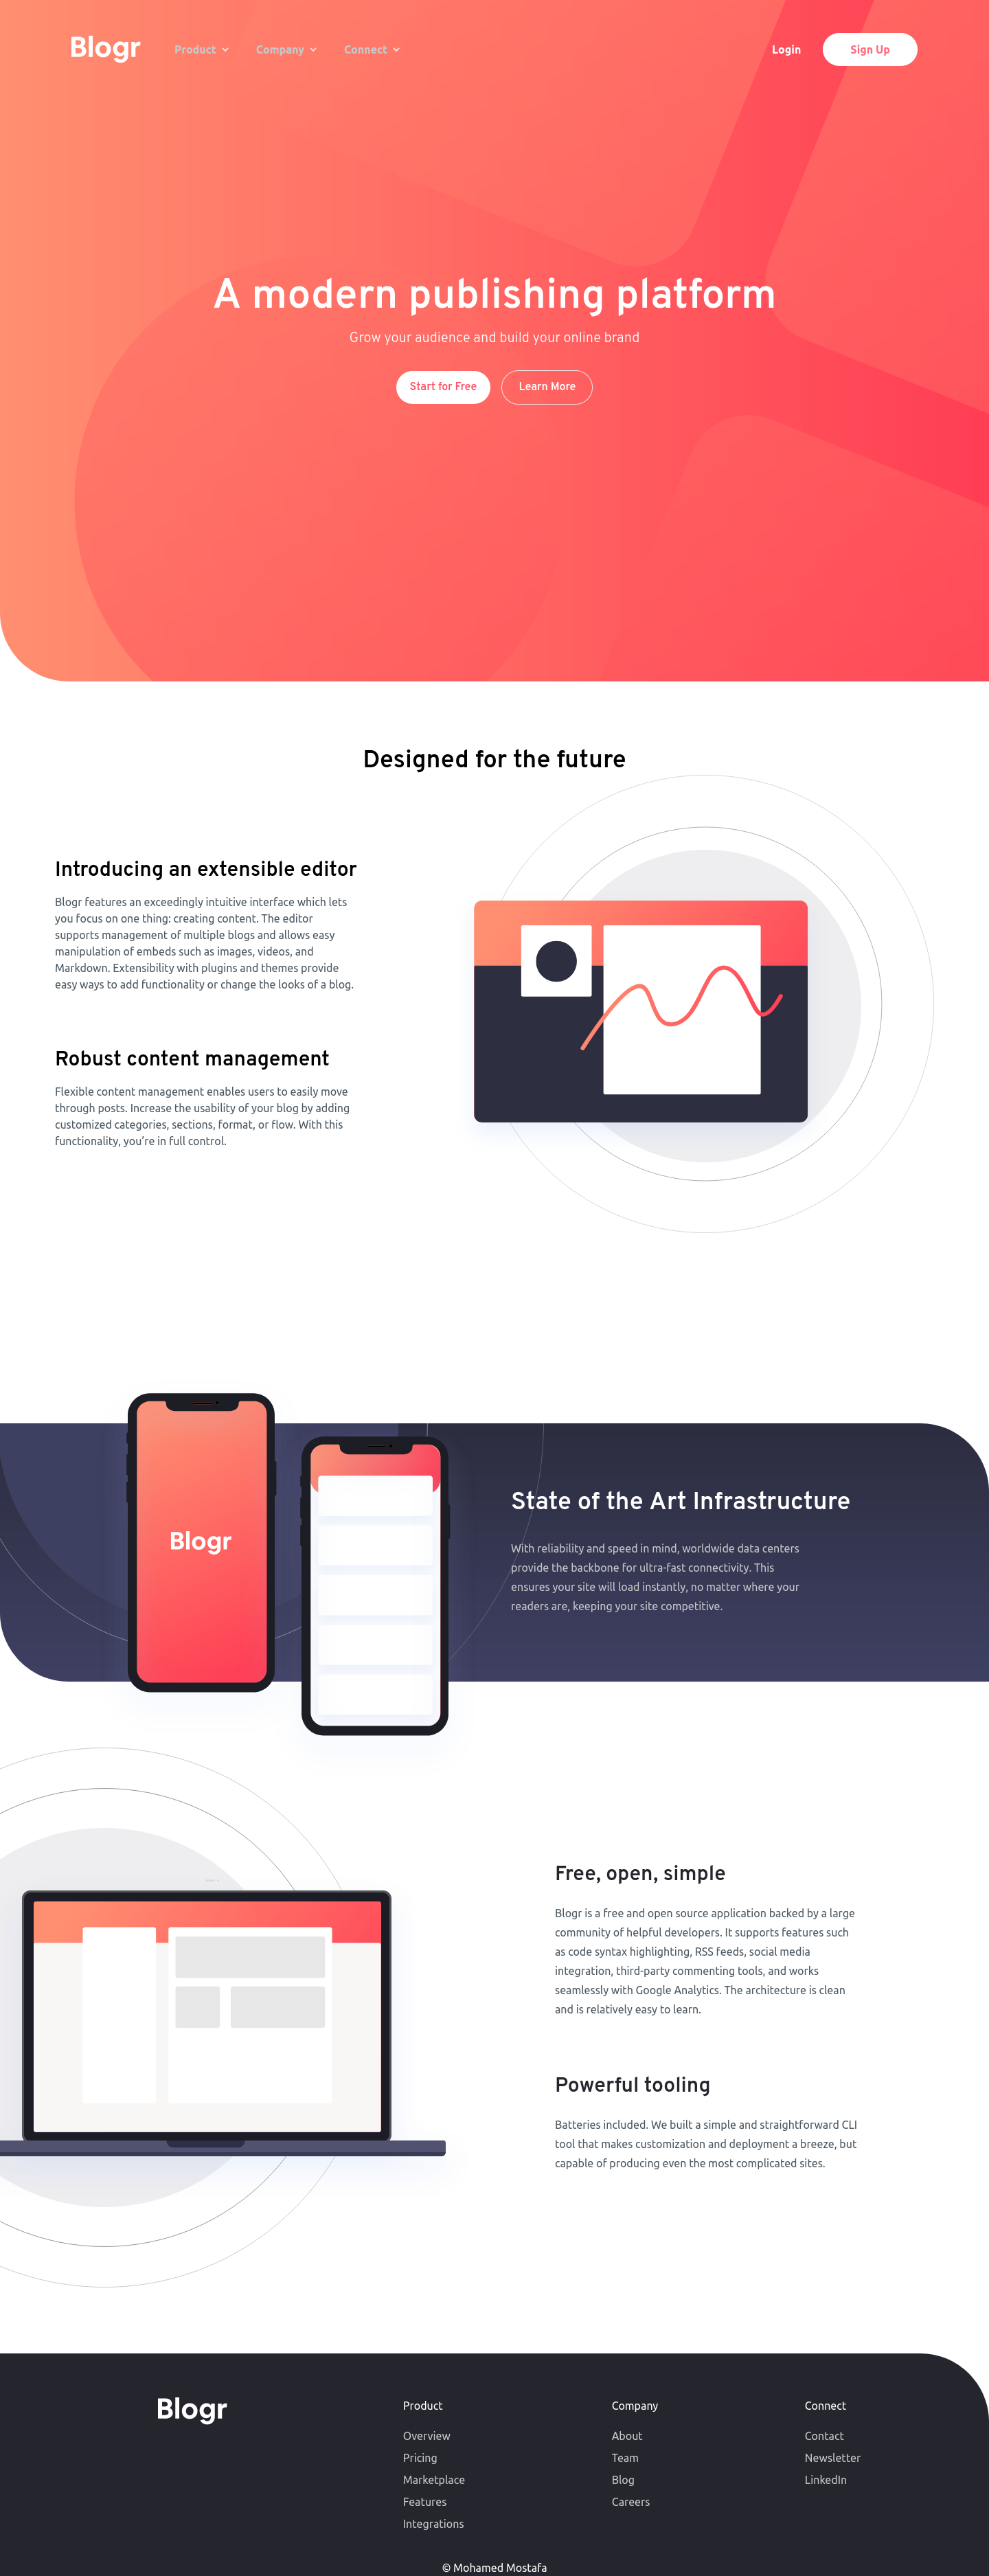 Blogr Product Company Connect Login Sign Up
A modern publishing platform
Grow your audience and build your online brand
Start for Free Learn More
Designed for the future
Introducing an extensible editor
Blogr features an exceedingly intuitive interface which lets
you focus on one thing: creating content. The editor
supports management of multiple blogs and allows easy
manipulation of embeds such as images, videos, and
Markdown. Extensibility with plugins and themes provide
easy ways to add functionality or change the looks of a blog.
Robust content management
Flexible content management enables users to easily move
through posts. Increase the usability of your blog by adding
customized categories, sections, format, or flow. With this
functionality, you’re in full control.
Blogr
State of the Art Infrastructure
With reliability and speed in mind, worldwide data centers
provide the backbone for ultra-fast connectivity. This
ensures your site will load instantly, no matter where your
readers are, keeping your site competitive.
Free, open, simple
Blogr is a free and open source application backed by a large
community of helpful developers. It supports features such
as code syntax highlighting, RSS feeds, social media
integration, third-party commenting tools, and works
seamlessly with Google Analytics. The architecture is clean
and is relatively easy to learn.
Powerful tooling
Batteries included. We built a simple and straightforward CLI
tool that makes customization and deployment a breeze, but
capable of producing even the most complicated sites.
Blogr
Product
Overview
Pricing
Marketplace
Features
Integrations
Company
About
Team
Blog
Careers
Connect
Contact
Newsletter
LinkedIn
© Mohamed Mostafa